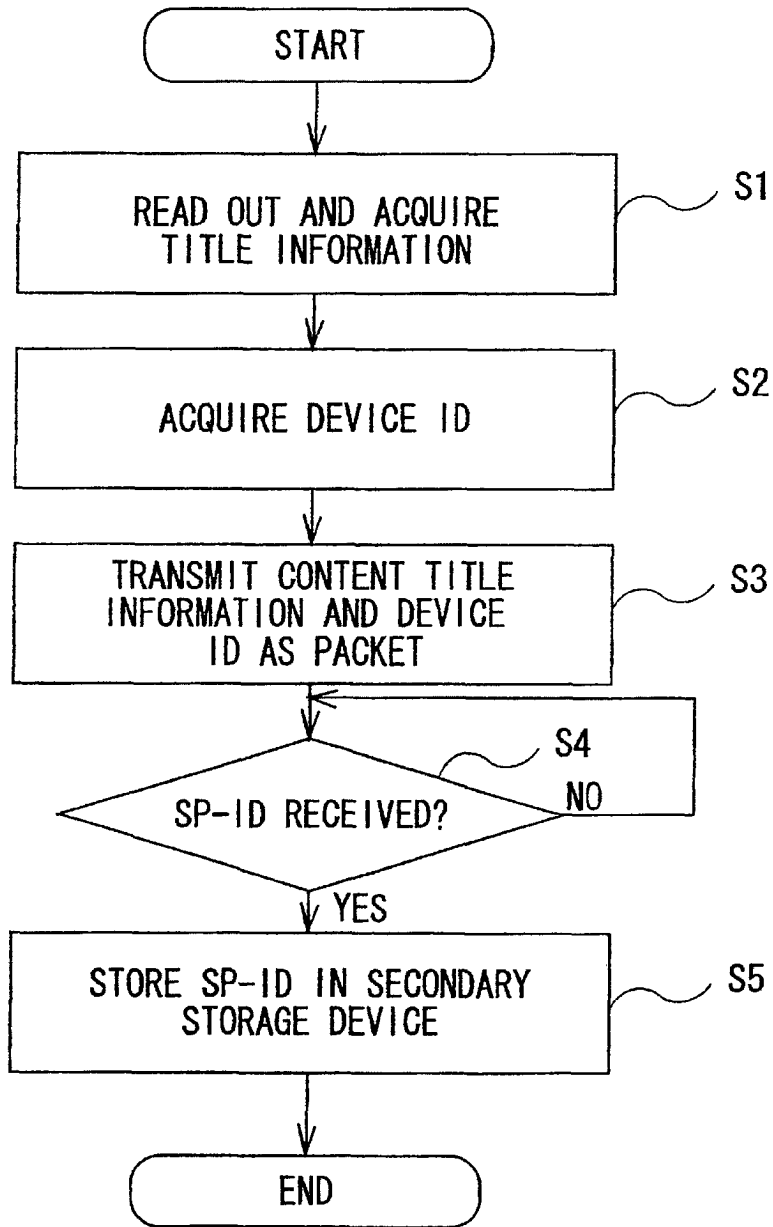 START
READ OUT AND ACQUIRE
TITLE INFORMATION
S1
ACQUIRE DEVICE ID
S2
TRANSMIT CONTENT TITLE
INFORMATION AND DEVICE
ID AS PACKET
S3
S4
SP-ID RECEIVED?
NO
YES
STORE SP-ID IN SECONDARY
STORAGE DEVICE
S5
END